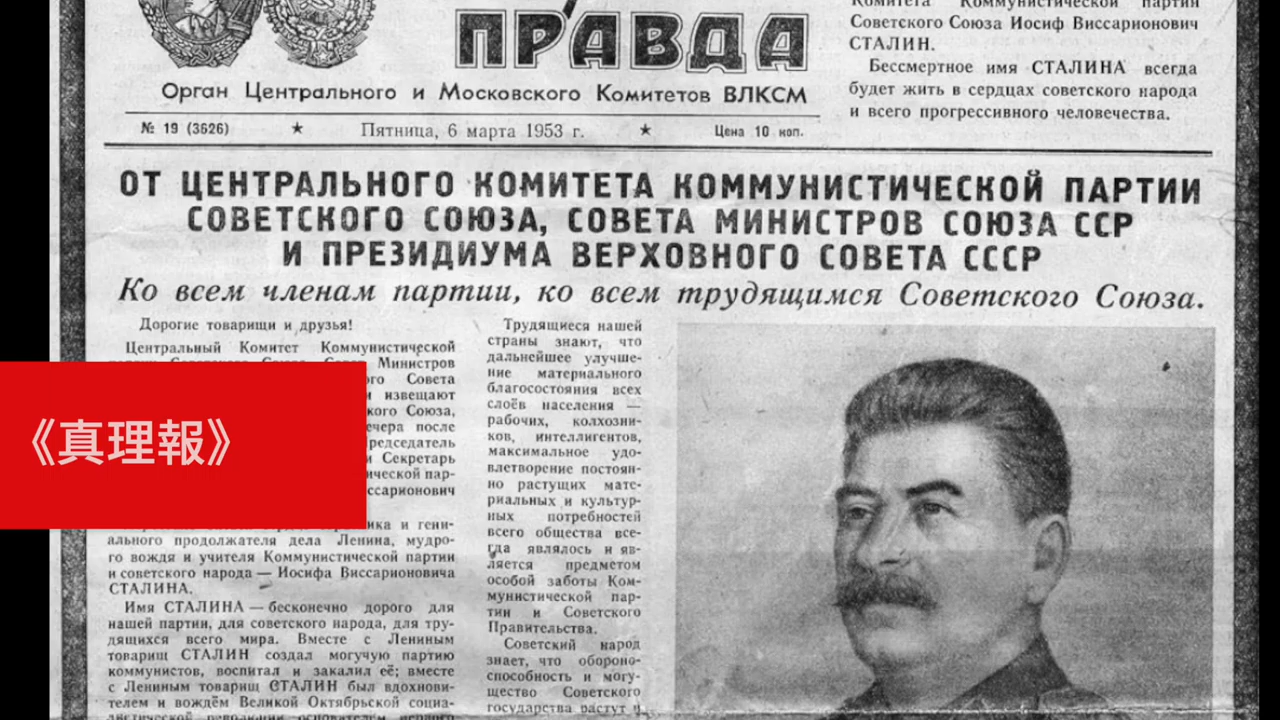 ПРАВДА
Орган Центрального и Московского Комитетов ВЛКСМ
№ 19 (3626) ★ Пятница, 6 марта 1953 г. ★ Цена 10 коп.
Комитета Коммунистической партии
Советского Союза Иосиф Виссарионович
СТАЛИН.
Бессмертное имя СТАЛИНА всегда
будет жить в сердцах советского народа
и всего прогрессивного человечества.
ОТ ЦЕНТРАЛЬНОГО КОМИТЕТА КОММУНИСТИЧЕСКОЙ ПАРТИИ
СОВЕТСКОГО СОЮЗА, СОВЕТА МИНИСТРОВ СОЮЗА ССР
И ПРЕЗИДИУМА ВЕРХОВНОГО СОВЕТА СССР
Ко всем членам партии, ко всем трудящимся Советского Союза.
Дорогие товарищи и друзья!
Центральный Комитет Коммунистической
Министров
Совета
извещают
Союза,
после
Секретарь
пар-
《真理報》
и гени-
ального продолжателя дела Ленина, мудро-
го вождя и учителя Коммунистической партии
и советского народа — Иосифа Виссарионовича
СТАЛИНА.
Имя СТАЛИНА — бесконечно дорого для
нашей партии, для советского народа, для тру-
дящихся всего мира. Вместе с Лениным
товарищ СТАЛИН создал могучую партию
коммунистов, воспитал и закалил её; вместе
с Лениным товарищ СТАЛИН был вдохнови-
телем и вождём Великой Октябрьской социа-
Трудящиеся нашей
страны знают, что
дальнейшее улучше-
ние материального
благосостояния всех
слоёв населения —
рабочих, колхозни-
ков, интеллигентов,
максимальное удо-
влетворение постоян-
но растущих мате-
риальных и культур-
ных потребностей
всего общества все-
гда являлось и яв-
ляется предметом
особой заботы Ком-
мунистической пар-
тии и Советского
Правительства.
Советский народ
знает, что обороно-
способность и могу-
щество Советского
государства растут и